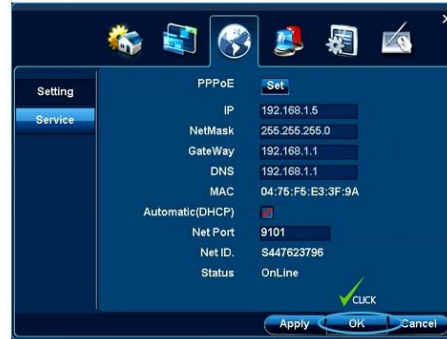 Setting
Service
PPPoE Set
IP 192.168.1.5
NetMask 255.255.255.0
GateWay 192.168.1.1
DNS 192.168.1.1
MAC 04:75:F5:E3:3F:9A
Automatic(DHCP)
Net Port 9101
Net ID. S447623796
Status OnLine
CLICK
Apply OK Cancel